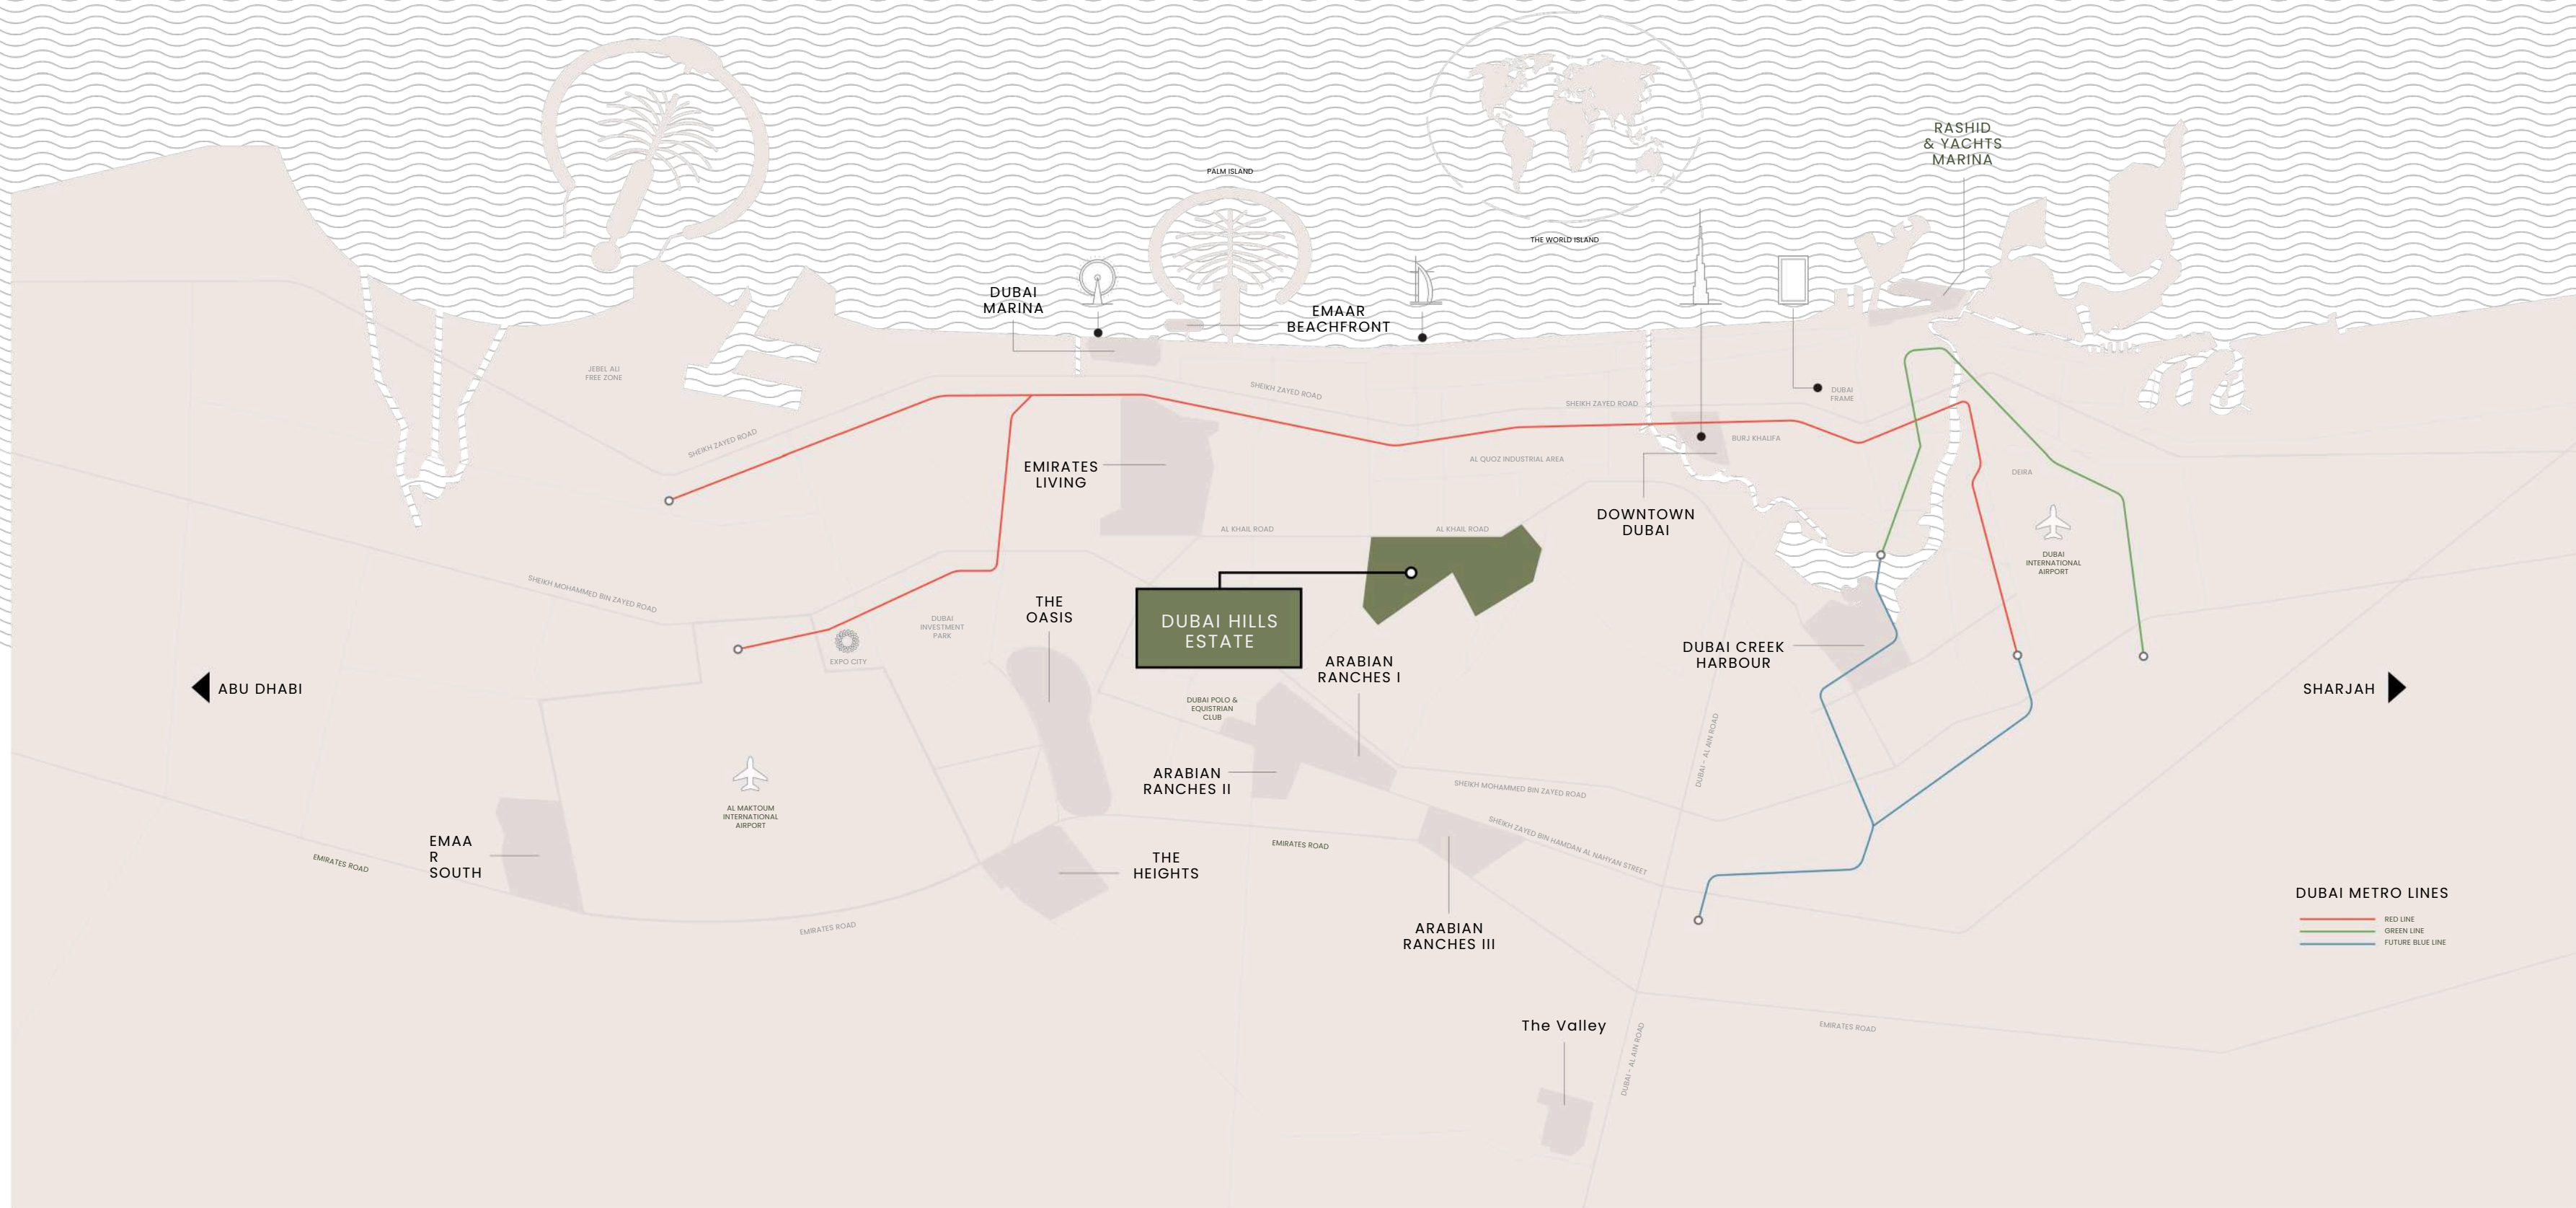 RASHID
& YACHTS
MARINA
PALM ISLAND
THE WORLD ISLAND
DUBAI
MARINA
EMAAR
BEACHFRONT
JEBEL ALI
FREE ZONE
SHEIKH ZAYED ROAD
SHEIKH ZAYED ROAD
SHEIKH ZAYED ROAD
DUBAI
FRAME
BURJ KHALIFA
AL QUOZ INDUSTRIAL AREA
DEIRA
EMIRATES
LIVING
DOWNTOWN
DUBAI
AL KHAIL ROAD
AL KHAIL ROAD
DUBAI
INTERNATIONAL
AIRPORT
SHEIKH MOHAMMED BIN ZAYED ROAD
THE
OASIS
DUBAI
INVESTMENT
PARK
DUBAI HILLS
ESTATE
EXPO CITY
DUBAI CREEK
HARBOUR
ARABIAN
RANCHES I
ABU DHABI
SHARJAH
DUBAI POLO &
EQUISTRIAN
CLUB
DUBAI - AL AIN ROAD
ARABIAN
RANCHES II
SHEIKH MOHAMMED BIN ZAYED ROAD
AL MAKTOUM
INTERNATIONAL
AIRPORT
SHEIKH ZAYED BIN HAMDAN AL NAHYAN STREET
EMAA
R
SOUTH
EMIRATES ROAD
EMIRATES ROAD
THE
HEIGHTS
EMIRATES ROAD
ARABIAN
RANCHES III
DUBAI METRO LINES
RED LINE
GREEN LINE
FUTURE BLUE LINE
The Valley
EMIRATES ROAD
DUBAI - AL AIN ROAD